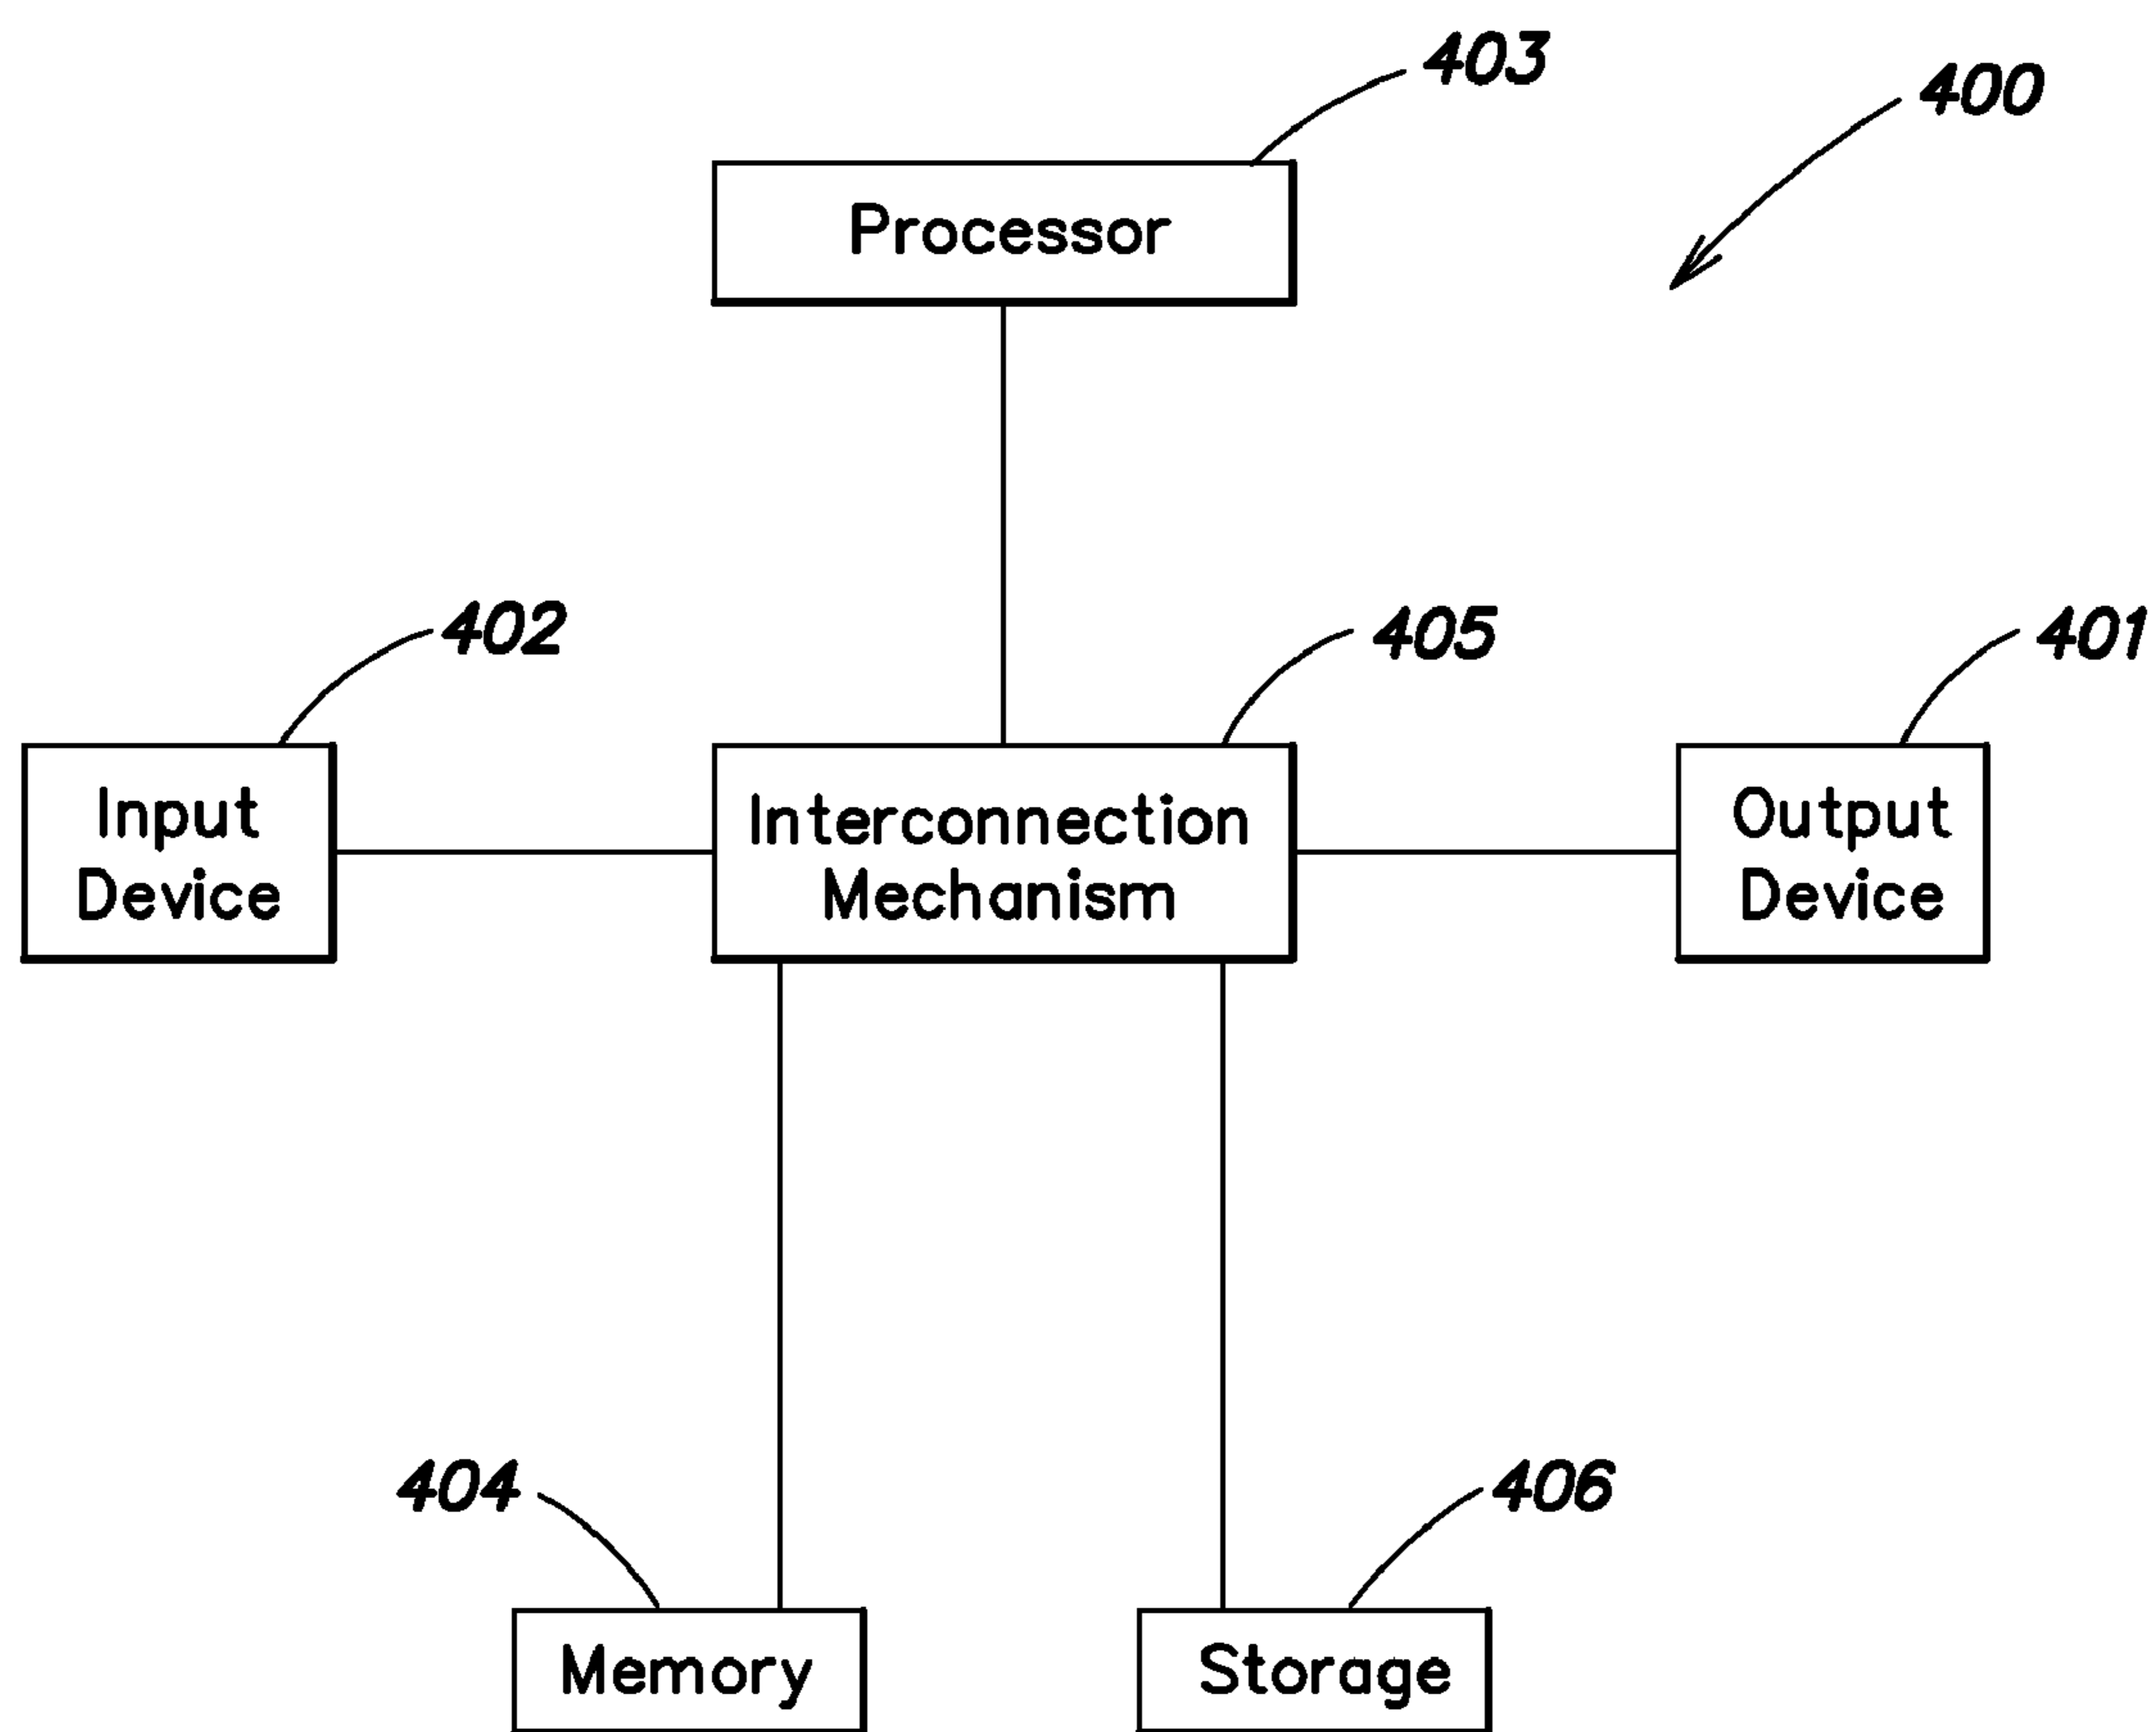 403
400
Processor
402
405
401
Input
Device
Interconnection
Mechanism
Output
Device
404
406
Memory
Storage